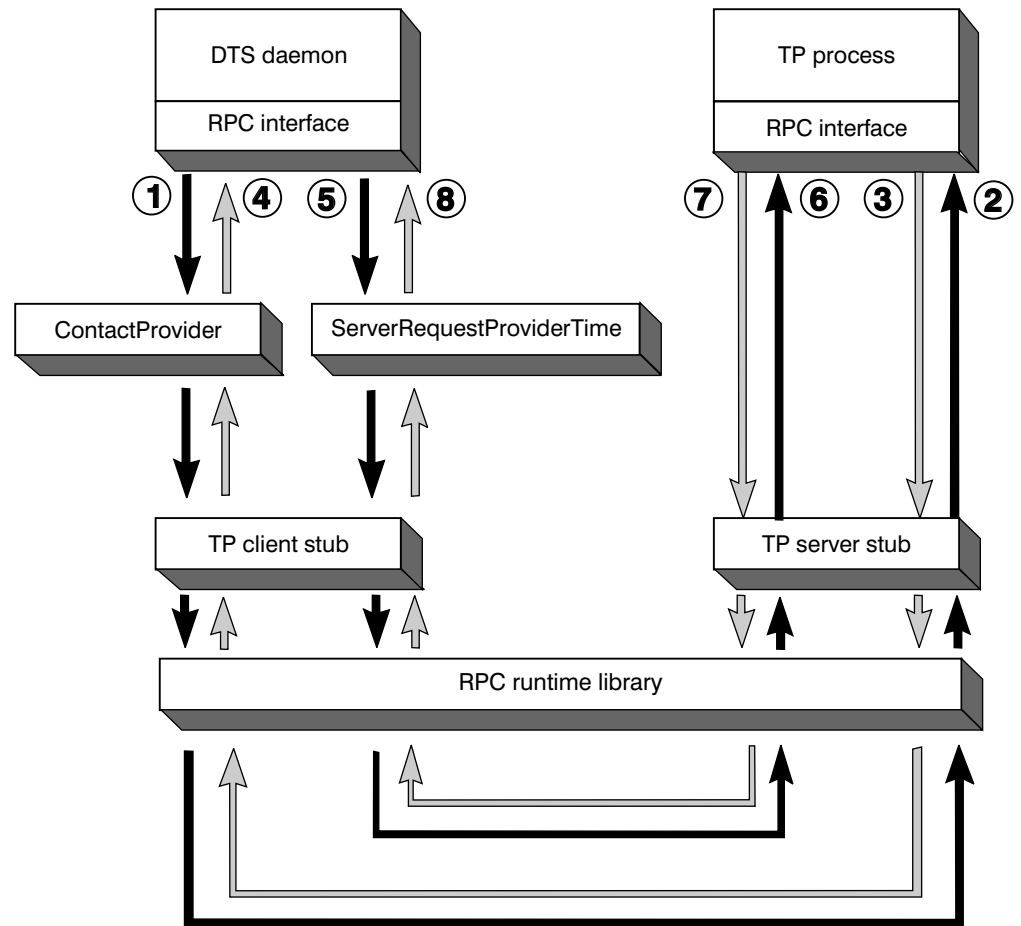 DTS daemon
TP process
RPC interface
RPC interface
1
4
5
8
7
6
3
2
ContactProvider
ServerRequestProviderTime
TP client stub
TP server stub
RPC runtime library